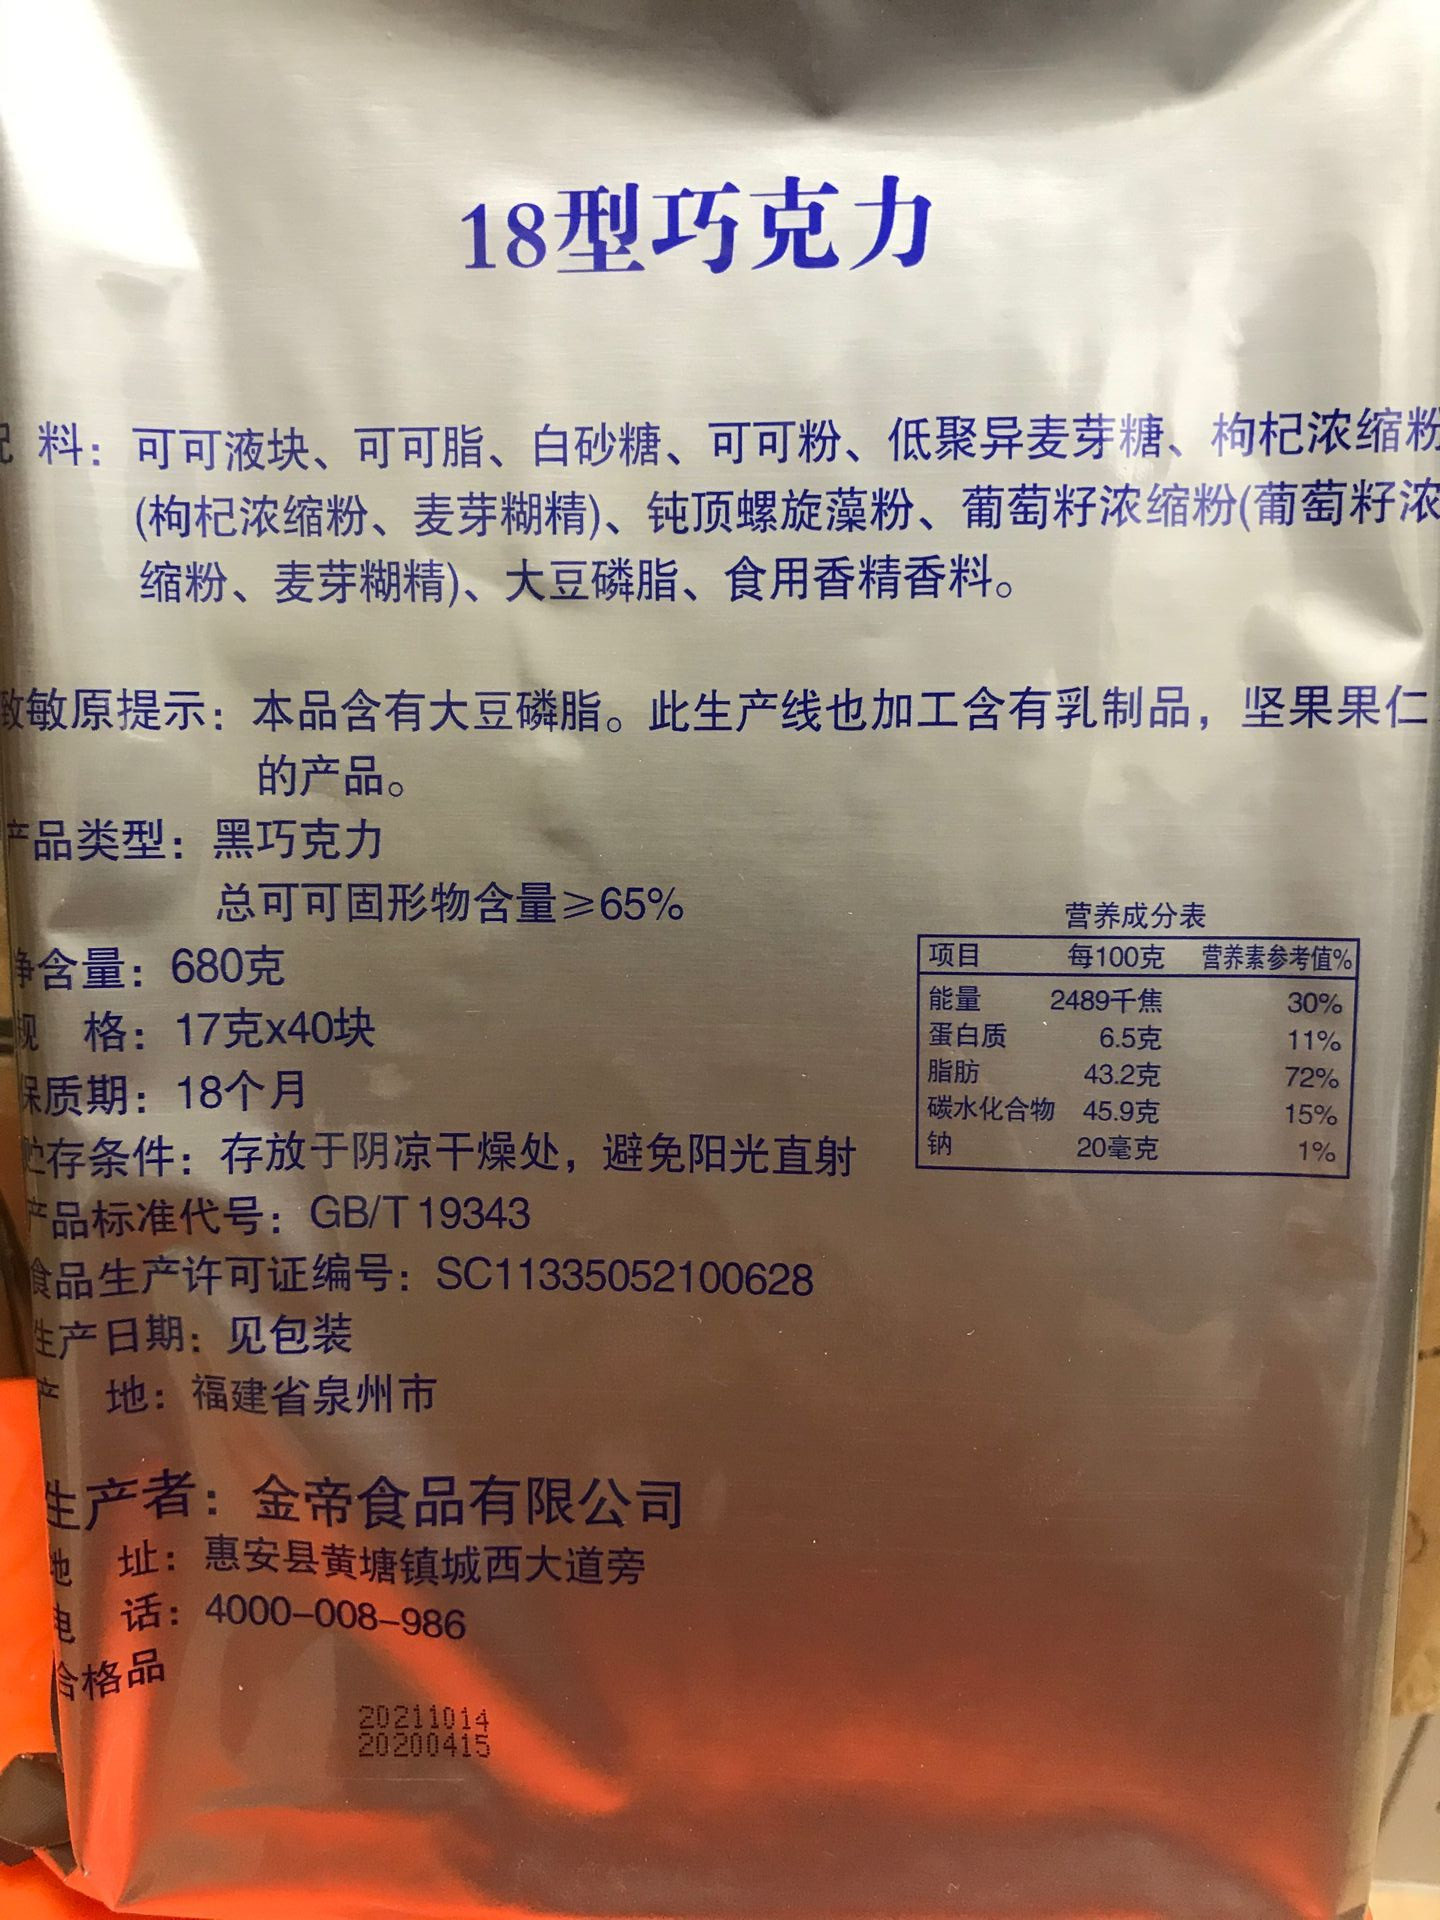 18型巧克力
配 料：可可液块、可可脂、白砂糖、可可粉、低聚异麦芽糖、枸杞浓缩粉
(枸杞浓缩粉、麦芽糊精)、钝顶螺旋藻粉、葡萄籽浓缩粉(葡萄籽浓
缩粉、麦芽糊精)、大豆磷脂、食用香精香料。
致敏原提示：本品含有大豆磷脂。此生产线也加工含有乳制品，坚果果仁
的产品。
产品类型：黑巧克力
总可可固形物含量≥65%
净含量：680克
规 格：17克x40块
保质期：18个月
贮存条件：存放于阴凉干燥处，避免阳光直射
产品标准代号：GB/T 19343
食品生产许可证编号：SC11335052100628
生产日期：见包装
产 地：福建省泉州市
营养成分表
项目 每100克 营养素参考值%
能量 2489千焦 30%
蛋白质 6.5克 11%
脂肪 43.2克 72%
碳水化合物 45.9克 15%
钠 20毫克 1%
生产者：金帝食品有限公司
地 址：惠安县黄塘镇城西大道旁
电 话：4000-008-986
合格品
20211014
20200415